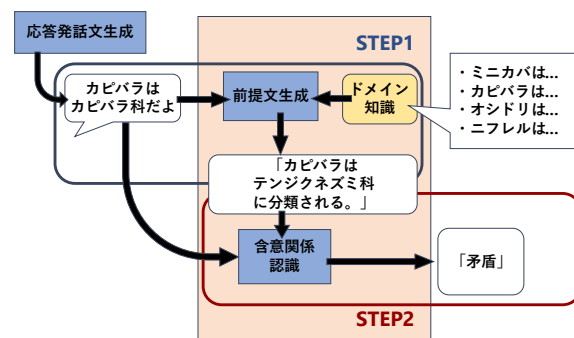 応答発話文生成
STEP1
カピバラは
カピバラ科だよ
前提文生成
ドメイン
知識
・ミニカバは...
・カピバラは...
・オシドリは...
・ニフレルは...
「カピバラは
テンジクネズミ科
に分類される。」
含意関係
認識
「矛盾」
STEP2